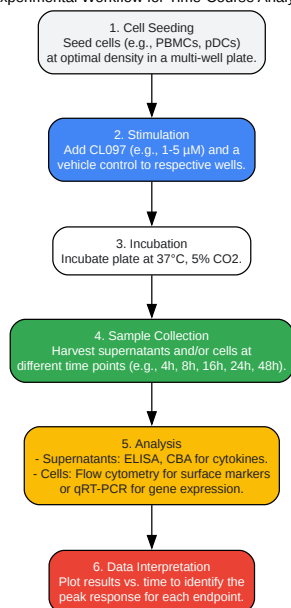 Experimental Workflow for Time-Course Analy
1. Cell Seeding
Seed cells (e.g., PBMCs, pDCs)
at optimal density in a multi-well plate.
2. Stimulation
Add CL097 (e.g., 1-5 µM) and a
vehicle control to respective wells.
3. Incubation
Incubate plate at 37°C, 5% CO2.
4. Sample Collection
Harvest supernatants and/or cells at
different time points (e.g., 4h, 8h, 16h, 24h, 48h).
5. Analysis
- Supernatants: ELISA, CBA for cytokines.
- Cells: Flow cytometry for surface markers
or qRT-PCR for gene expression.
6. Data Interpretation
Plot results vs. time to identify the
peak response for each endpoint.